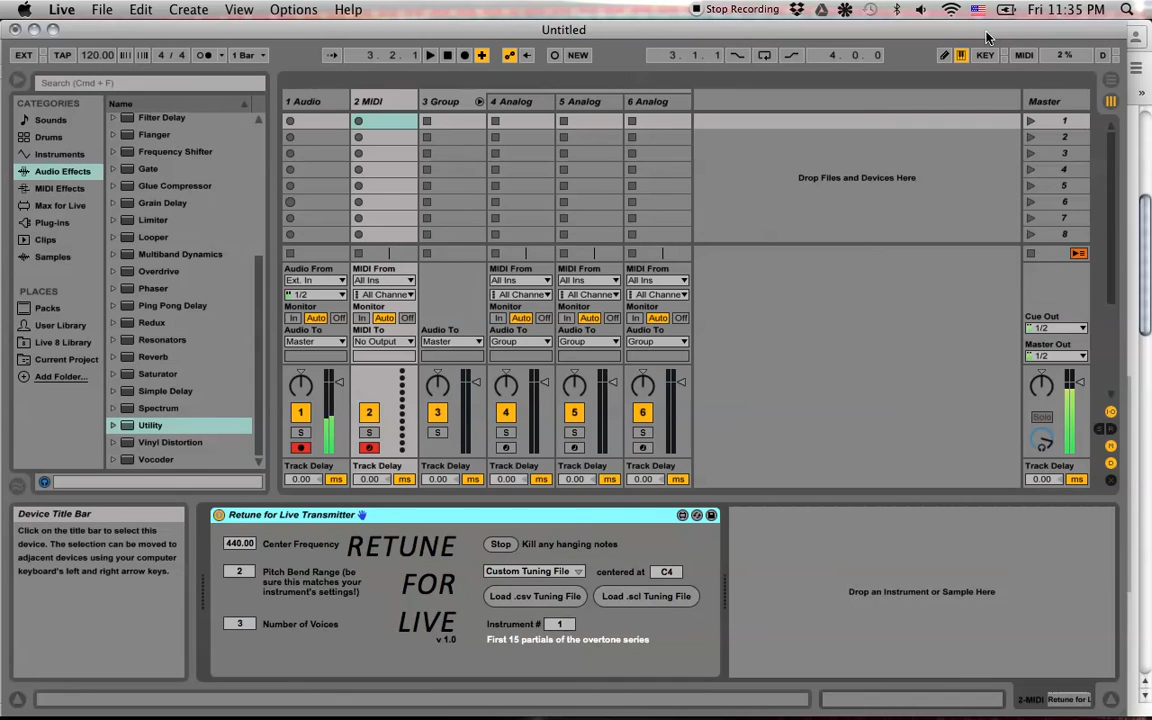 Live File Edit Create View Options Help
Stop Recording
Fri 11:35 PM
Untitled
EXT TAP 120.00 4 / 4 1 Bar
3. 2. 1 NEW 3. 1. 1 4. 0. 0 KEY MIDI 2 % D
Search (Cmd + F)
CATEGORIES
Sounds
Drums
Instruments
Audio Effects
MIDI Effects
Max for Live
Plug-ins
Clips
Samples
PLACES
Packs
User Library
Live 8 Library
Current Project
Add Folder...
Name
Filter Delay
Flanger
Frequency Shifter
Gate
Glue Compressor
Grain Delay
Limiter
Looper
Multiband Dynamics
Overdrive
Phaser
Ping Pong Delay
Redux
Resonators
Reverb
Saturator
Simple Delay
Spectrum
Utility
Vinyl Distortion
Vocoder
1 Audio 2 MIDI 3 Group 4 Analog 5 Analog 6 Analog Master
1
2
3
4
5
6
7
8
Drop Files and Devices Here
Audio From MIDI From MIDI From MIDI From MIDI From
Ext. In All Ins All Ins All Ins All Ins
1/2 All Channe All Channe All Channe All Channe
Monitor Monitor Monitor Monitor Monitor
In Auto Off In Auto Off In Auto Off In Auto Off In Auto Off
Audio To MIDI To Audio To Audio To Audio To Audio To
Master No Output Master Group Group Group
Cue Out
1/2
Master Out
1/2
1 2 3 4 5 6 Solo
S S S S S S
Track Delay Track Delay Track Delay Track Delay Track Delay Track Delay Track Delay
0.00 ms 0.00 ms 0.00 ms 0.00 ms 0.00 ms 0.00 ms 0.00 ms
Device Title Bar
Click on the title bar to select this
device. The selection can be moved to
adjacent devices using your computer
keyboard's left and right arrow keys.
Retune for Live Transmitter
440.00 Center Frequency
2 Pitch Bend Range (be
sure this matches your
instrument's settings!)
3 Number of Voices
RETUNE
FOR
LIVE
v 1.0
Stop Kill any hanging notes
Custom Tuning File centered at C4
Load .csv Tuning File Load .scl Tuning File
Instrument # 1
First 15 partials of the overtone series
Drop an Instrument or Sample Here
2-MIDI Retune for L